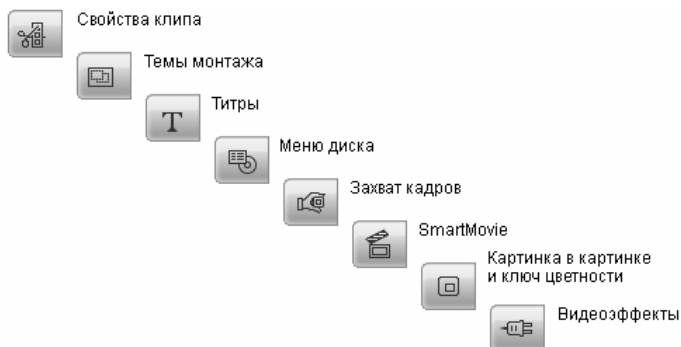 Свойства клипа
Темы монтажа
T
Титры
Меню диска
Захват кадров
SmartMovie
Картинка в картинке
и ключ цветности
Видеоэффекты